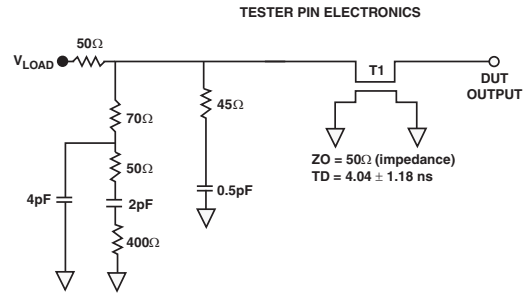 TESTER PIN ELECTRONICS
50Ω
VLOAD
T1
DUT
OUTPUT
70Ω
45Ω
50Ω
4pF
2pF
0.5pF
400Ω
ZO = 50Ω (impedance)
TD = 4.04 ± 1.18 ns